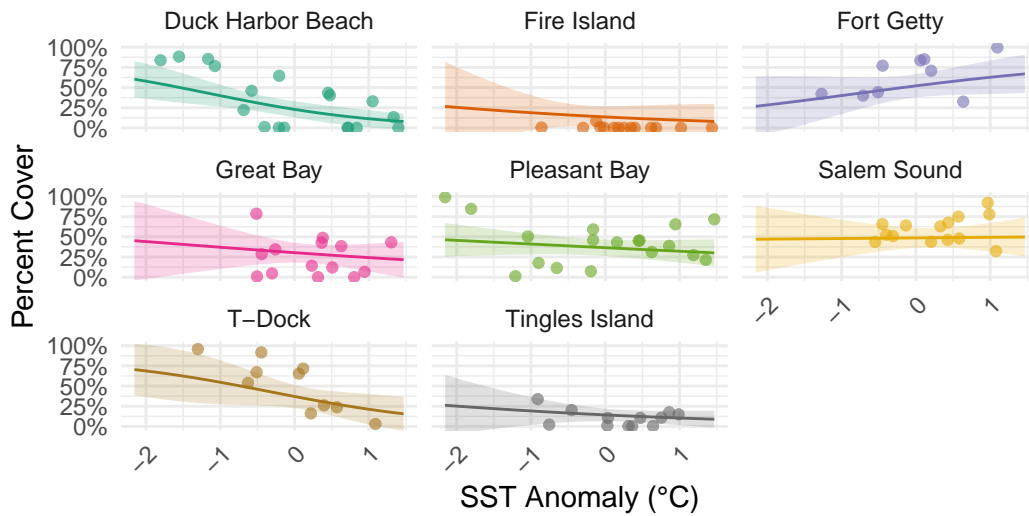 Duck Harbor Beach
Fire Island
Fort Getty
100%
75%
50%
25%
0%
Great Bay
Pleasant Bay
Salem Sound
100%
75%
50%
25%
0%
−2
−1
0
1
T−Dock
Tingles Island
100%
75%
50%
25%
0%
−2
−1
0
1
−2
−1
0
1
Percent Cover
SST Anomaly (°C)